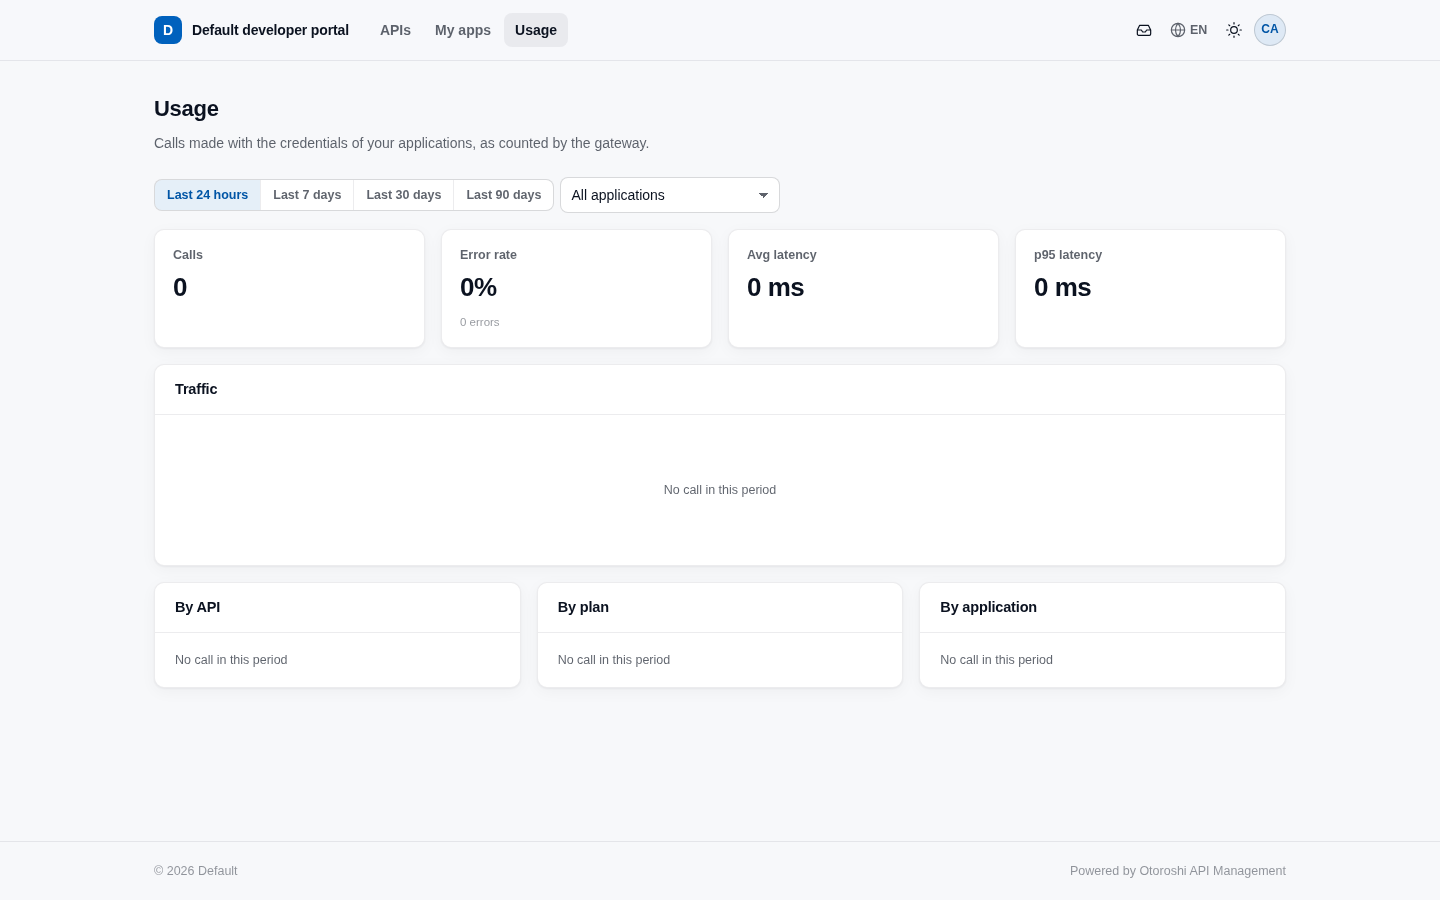 D Default developer portal APIs My apps Usage EN CA
Usage
Calls made with the credentials of your applications, as counted by the gateway.
Last 24 hours Last 7 days Last 30 days Last 90 days All applications
Calls
0
Error rate
0%
0 errors
Avg latency
0 ms
p95 latency
0 ms
Traffic
No call in this period
By API
No call in this period
By plan
No call in this period
By application
No call in this period
© 2026 Default
Powered by Otoroshi API Management